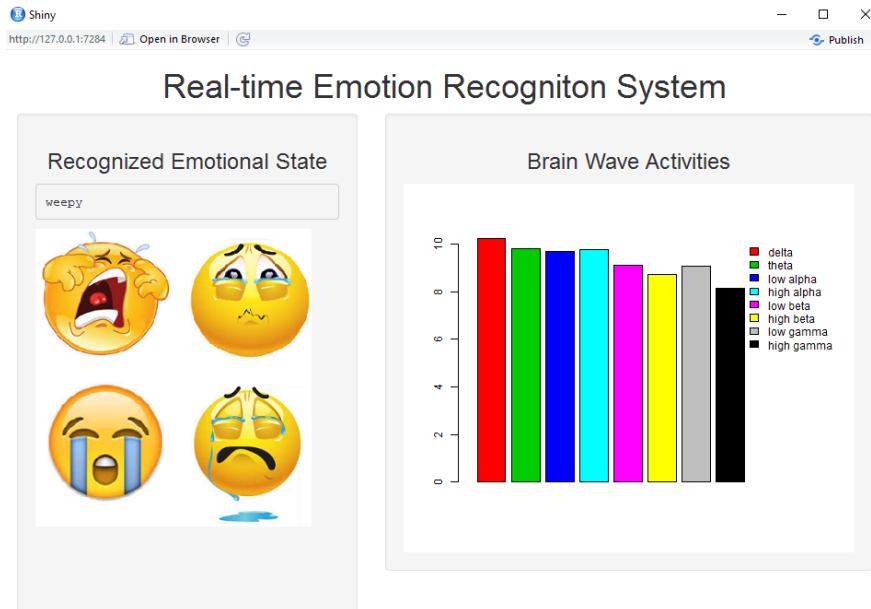 Shiny
http://127.0.0.1:7284
Open in Browser
Publish
Real-time Emotion Recogniton System
Recognized Emotional State
weepy
Brain Wave Activities
10
8
6
4
2
0
delta
theta
low alpha
high alpha
low beta
high beta
low gamma
high gamma